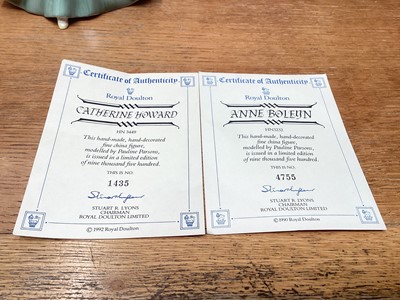 Certificate of Authenticity
Royal Doulton
CATHERINE HOWARD
HN 3449
This hand-made, hand-decorated
fine china figure,
modelled by Pauline Parsons,
is issued in a limited edition
of nine thousand five hundred.
THIS IS NO.
1435
STUART R. LYONS
CHAIRMAN
ROYAL DOULTON LIMITED
© 1992 Royal Doulton
Certificate of Authenticity
Royal Doulton
ANNE BOLEYN
HN3232
This hand-made, hand-decorated
fine china figure,
modelled by Pauline Parsons,
is issued in a limited edition
of nine thousand five hundred.
THIS IS NO.
4755
STUART R. LYONS
CHAIRMAN
ROYAL DOULTON LIMITED
© 1990 Royal Doulton